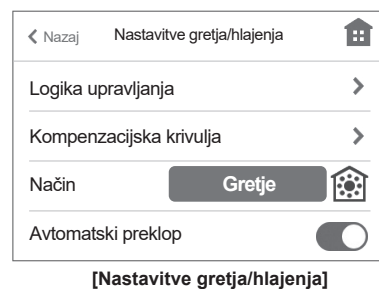 Nazaj Nastavitve gretja/hlajenja
Logika upravljanja
Kompenzacijska krivulja
Način Gretje
Avtomatski preklop
[Nastavitve gretja/hlajenja]